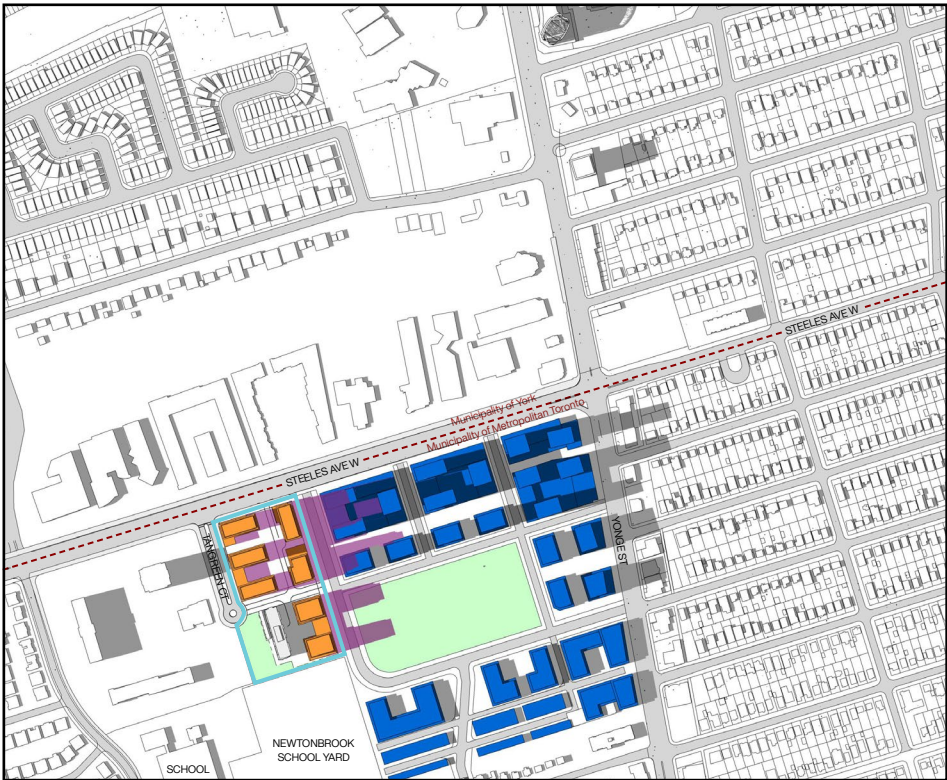 STEELES AVE W
Municipality of York
Municipality of Metropolitan Toronto
STEELES AVE W
TANGREEN CT
YONGE ST
NEWTONBROOK
SCHOOL YARD
SCHOOL